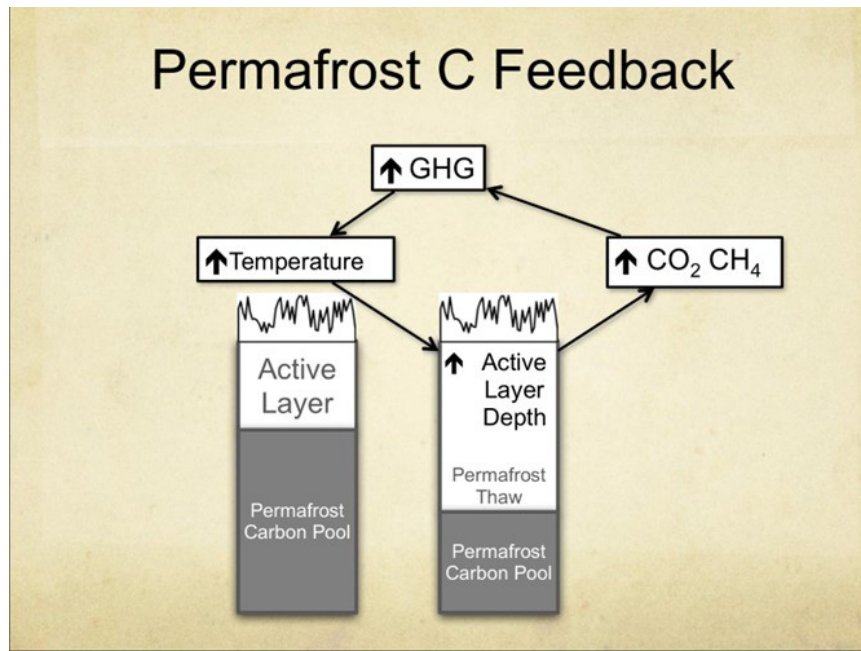 Permafrost C Feedback
↑ GHG
↑Temperature
↑ CO₂ CH₄
Active
Layer
Permafrost
Carbon Pool
↑ Active
Layer
Depth
Permafrost
Thaw
Permafrost
Carbon Pool